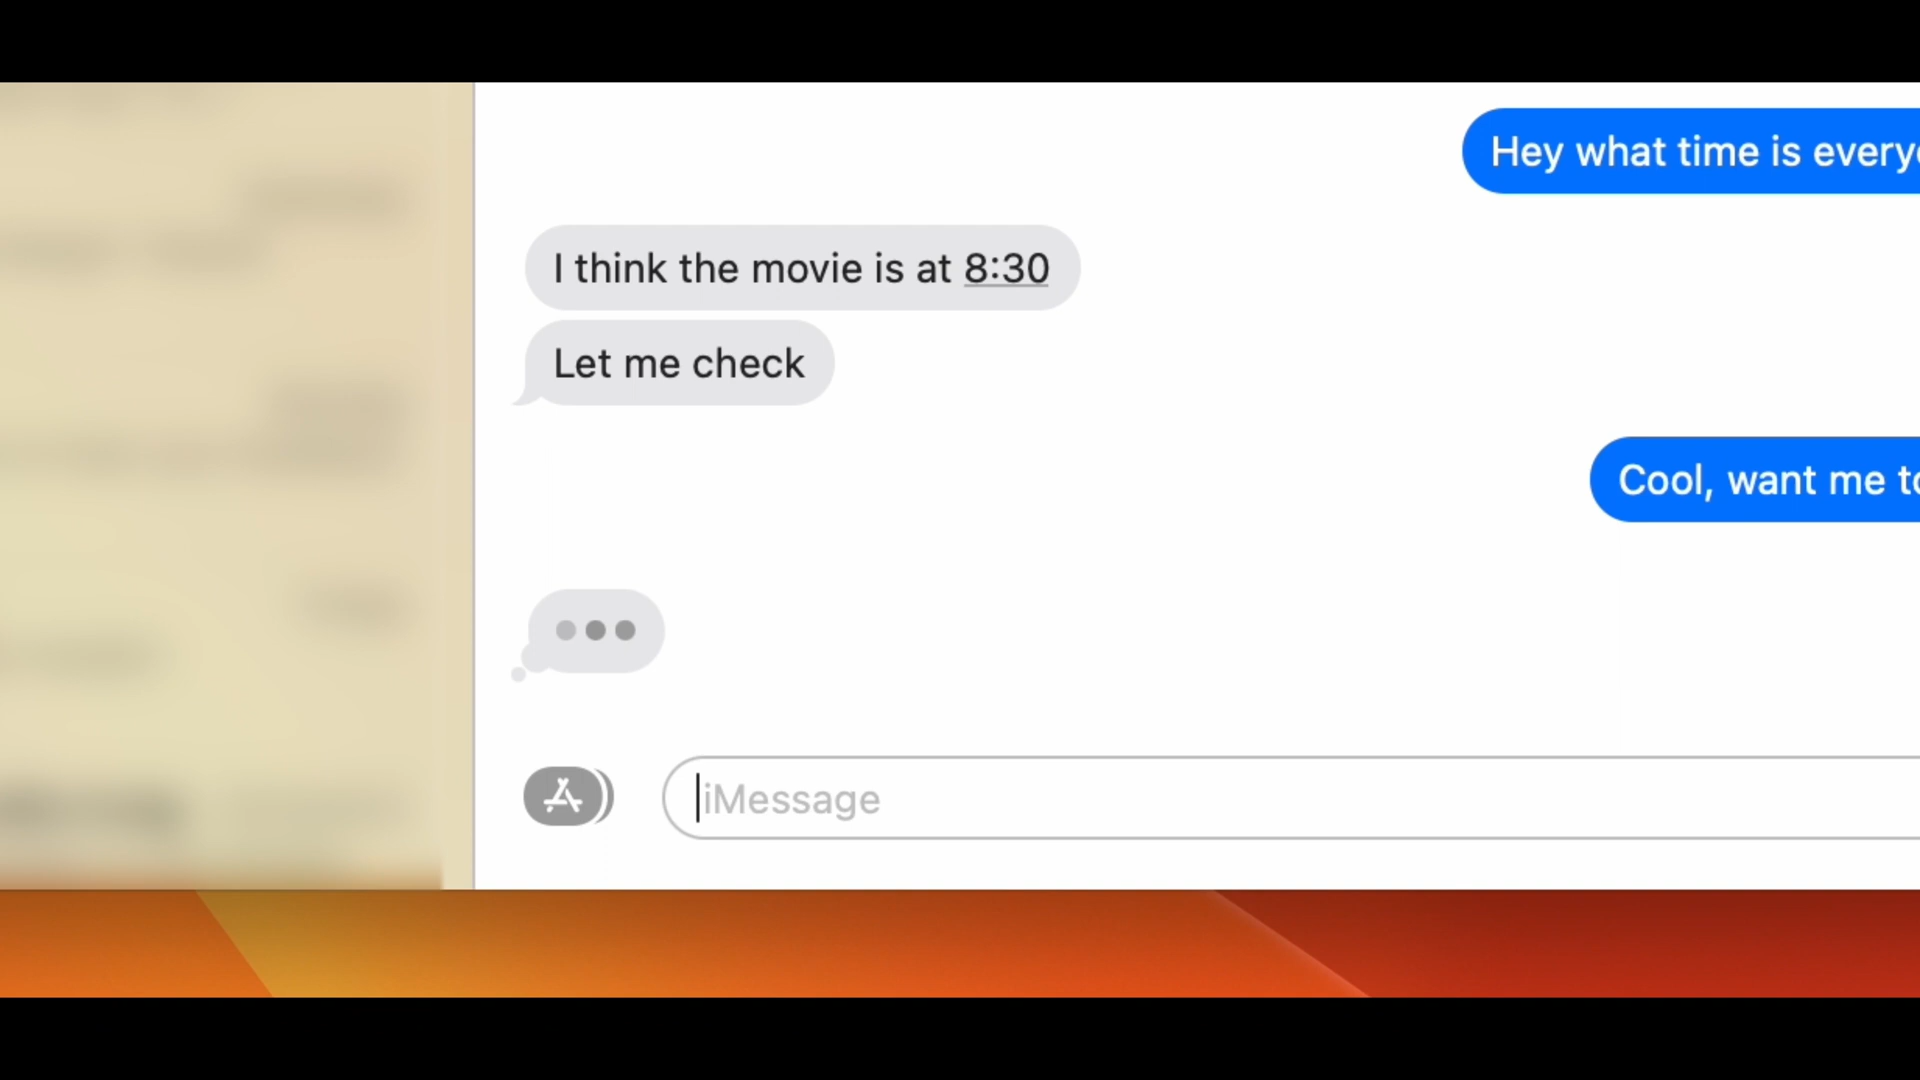 Hey what time is every
I think the movie is at 8:30
Let me check
Cool, want me to
iMessage